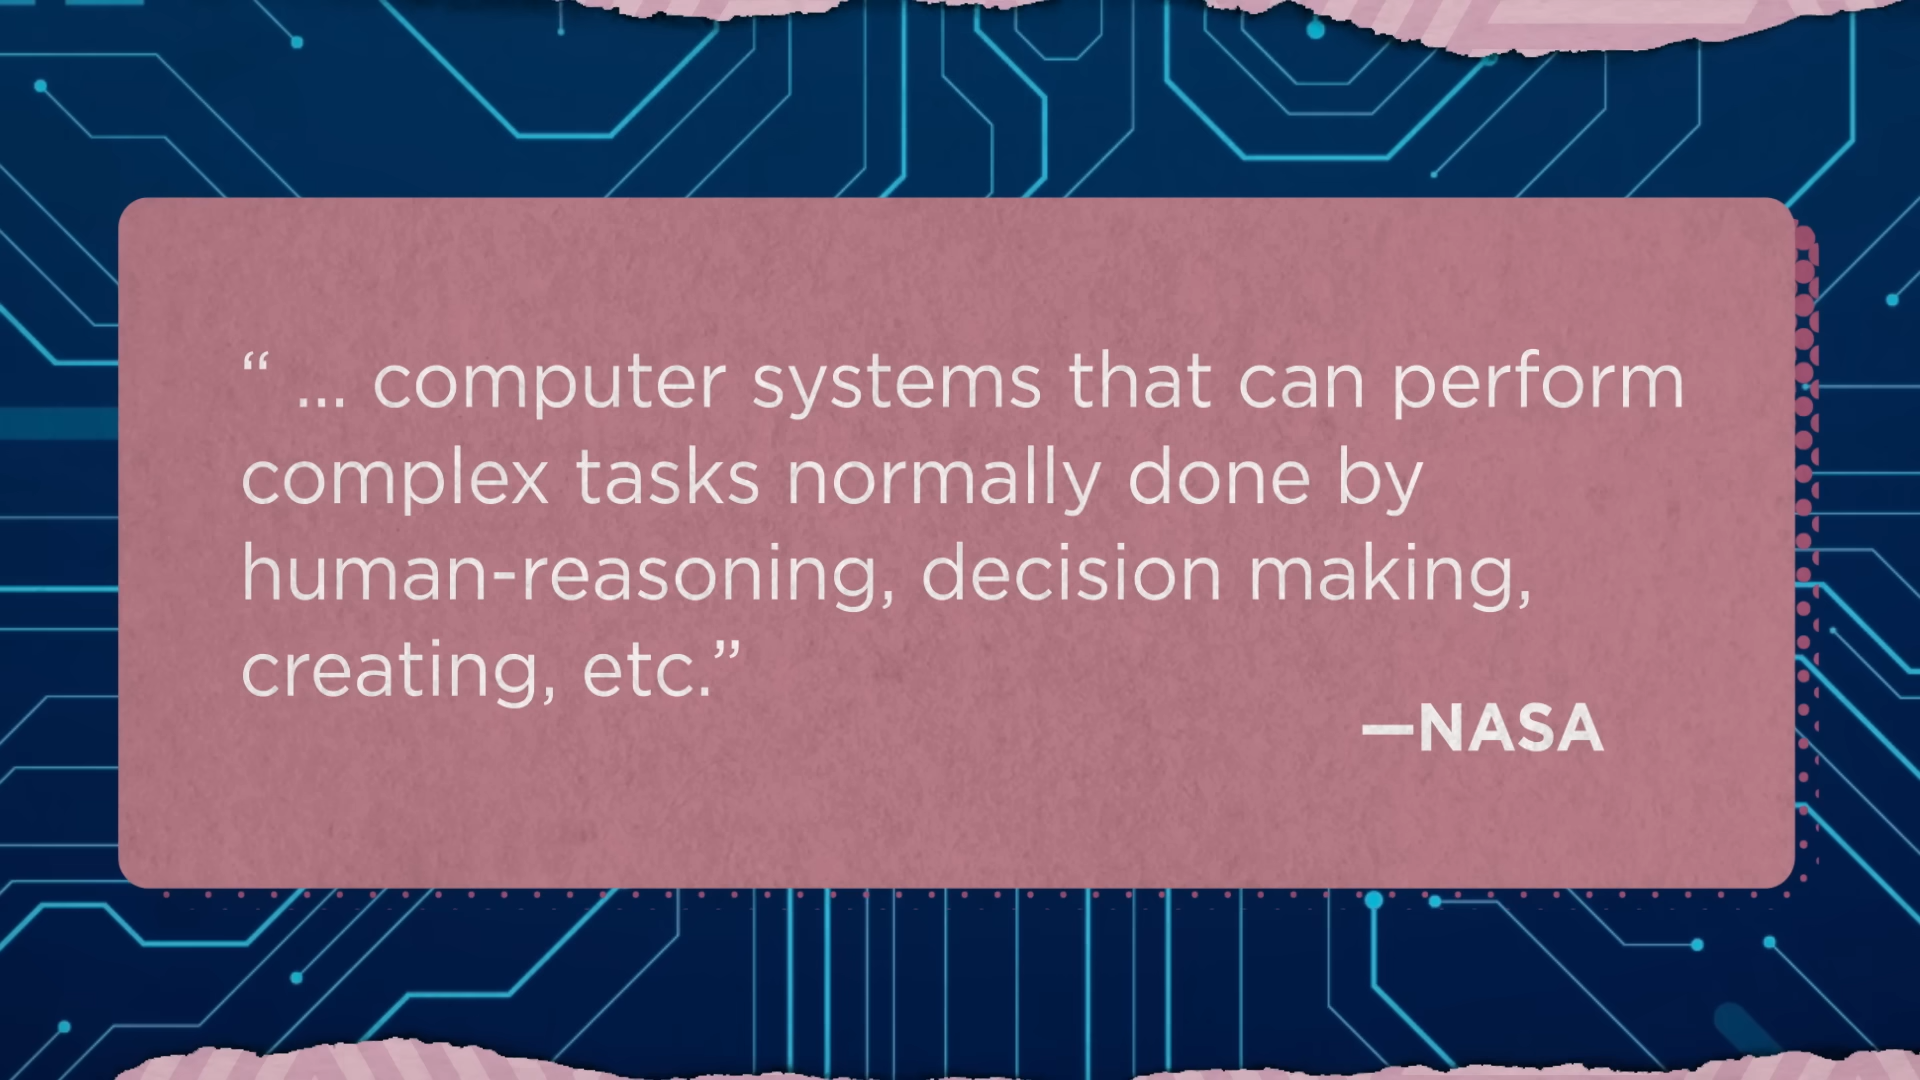 “ ... computer systems that can perform
complex tasks normally done by
human-reasoning, decision making,
creating, etc.”
—NASA